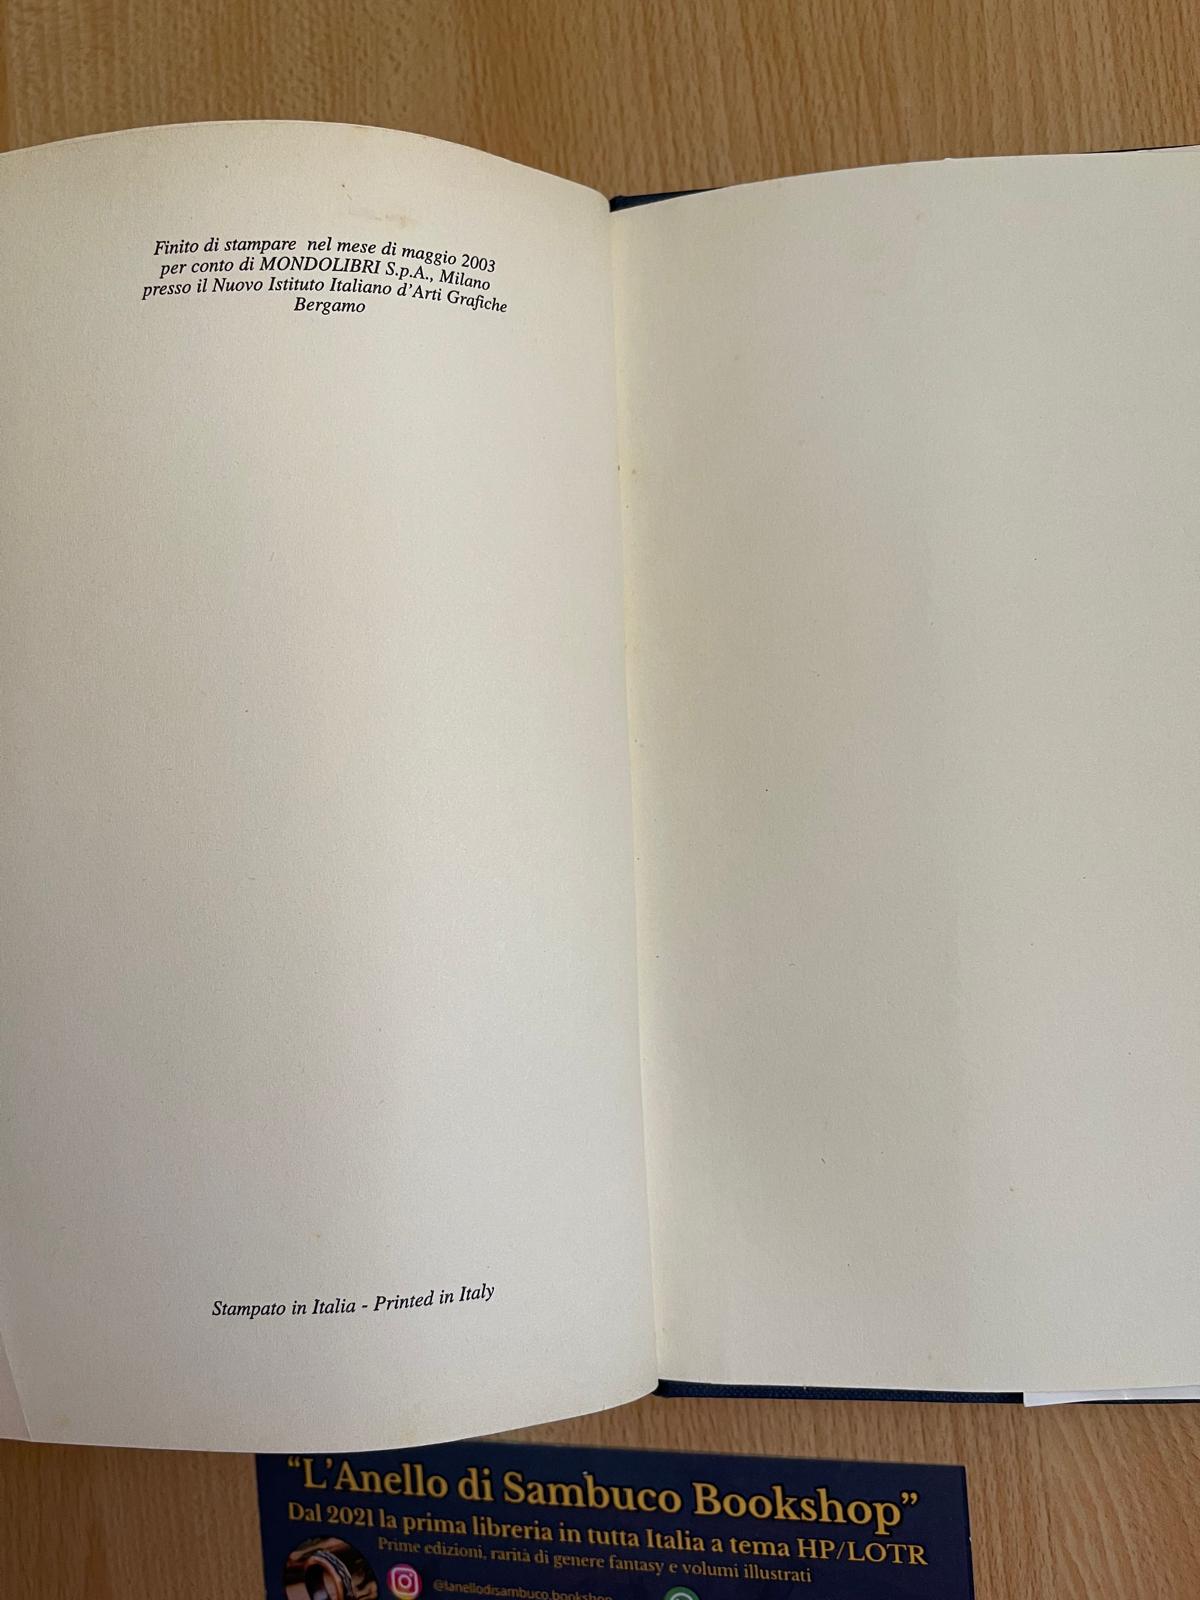 Finito di stampare nel mese di maggio 2003
per conto di MONDOLIBRI S.p.A., Milano
presso il Nuovo Istituto Italiano d'Arti Grafiche
Bergamo
Stampato in Italia - Printed in Italy
“L'Anello di Sambuco Bookshop”
Dal 2021 la prima libreria in tutta Italia a tema HP/LOTR
Prime edizioni, rarità di genere fantasy e volumi illustrati
@lanellodisambuco.bookshop